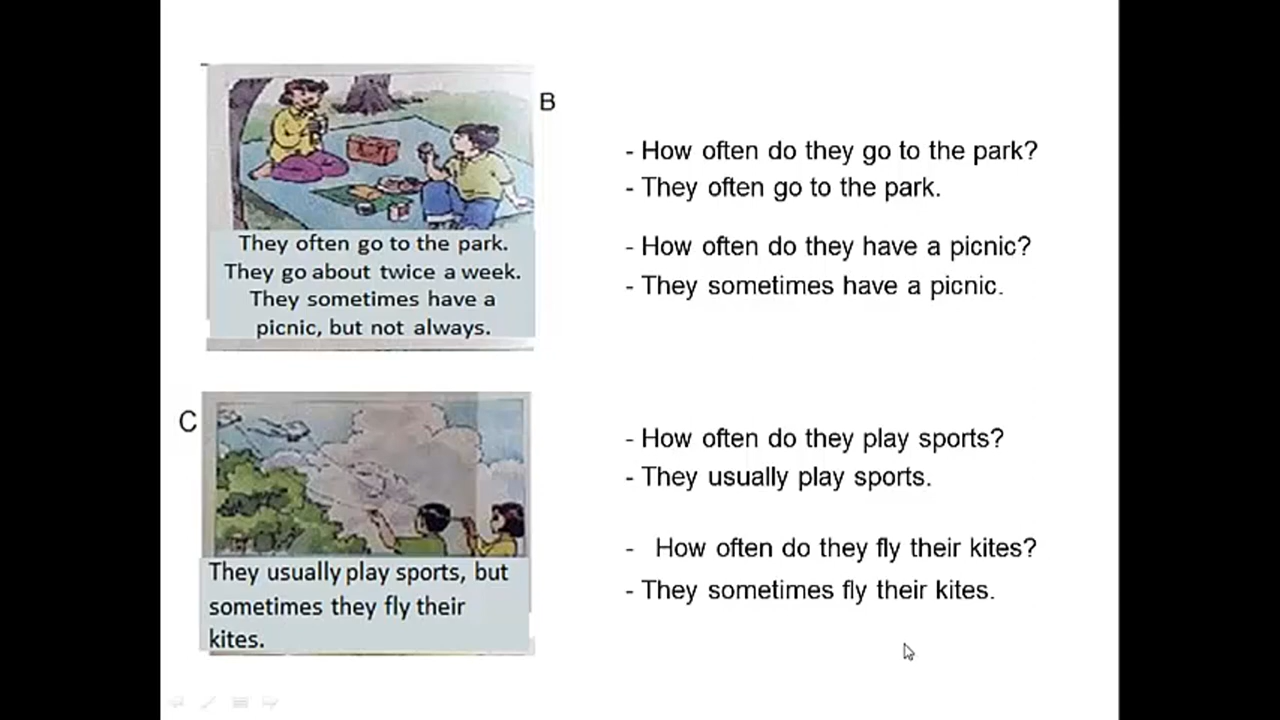 B
They often go to the park.
They go about twice a week.
They sometimes have a
picnic, but not always.
- How often do they go to the park?
- They often go to the park.
- How often do they have a picnic?
- They sometimes have a picnic.
C
They usually play sports, but
sometimes they fly their
kites.
- How often do they play sports?
- They usually play sports.
- How often do they fly their kites?
- They sometimes fly their kites.